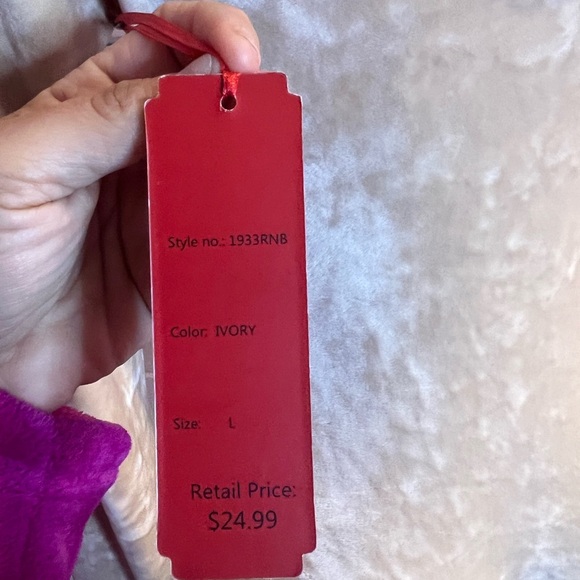 Style no.: 1933RNB
Color: IVORY
Size: L
Retail Price:
$24.99